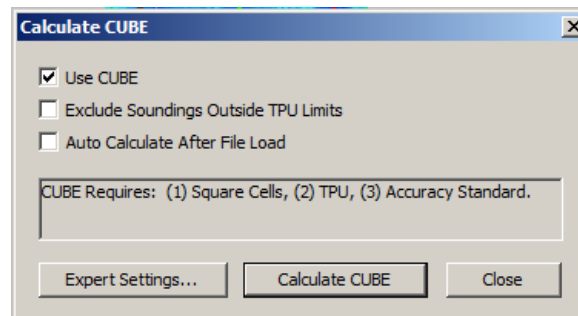 Calculate CUBE
Use CUBE
Exclude Soundings Outside TPU Limits
Auto Calculate After File Load
CUBE Requires: (1) Square Cells, (2) TPU, (3) Accuracy Standard.
Expert Settings... Calculate CUBE Close